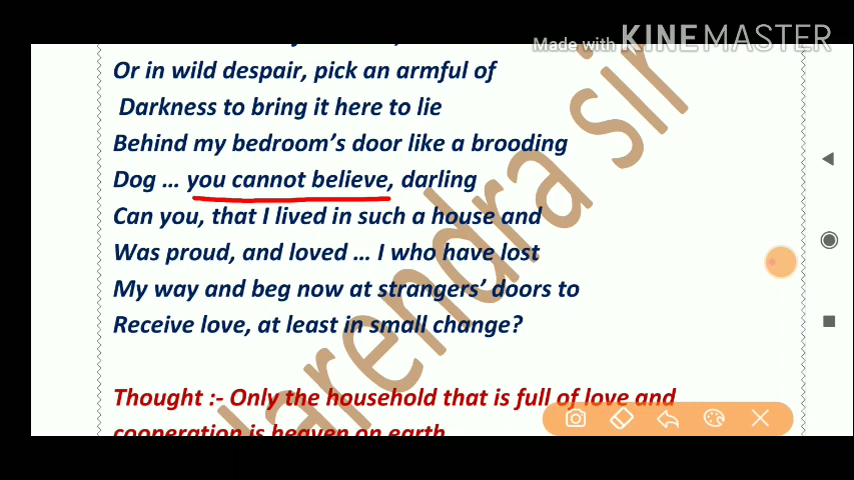 Made with KINEMASTER
Or in wild despair, pick an armful of
Darkness to bring it here to lie
Behind my bedroom's door like a brooding
Dog ... you cannot believe, darling
Can you, that I lived in such a house and
Was proud, and loved ... I who have lost
My way and beg now at strangers' doors to
Receive love, at least in small change?
Thought :- Only the household that is full of love and
cooperation is heaven on earth
arendra sir